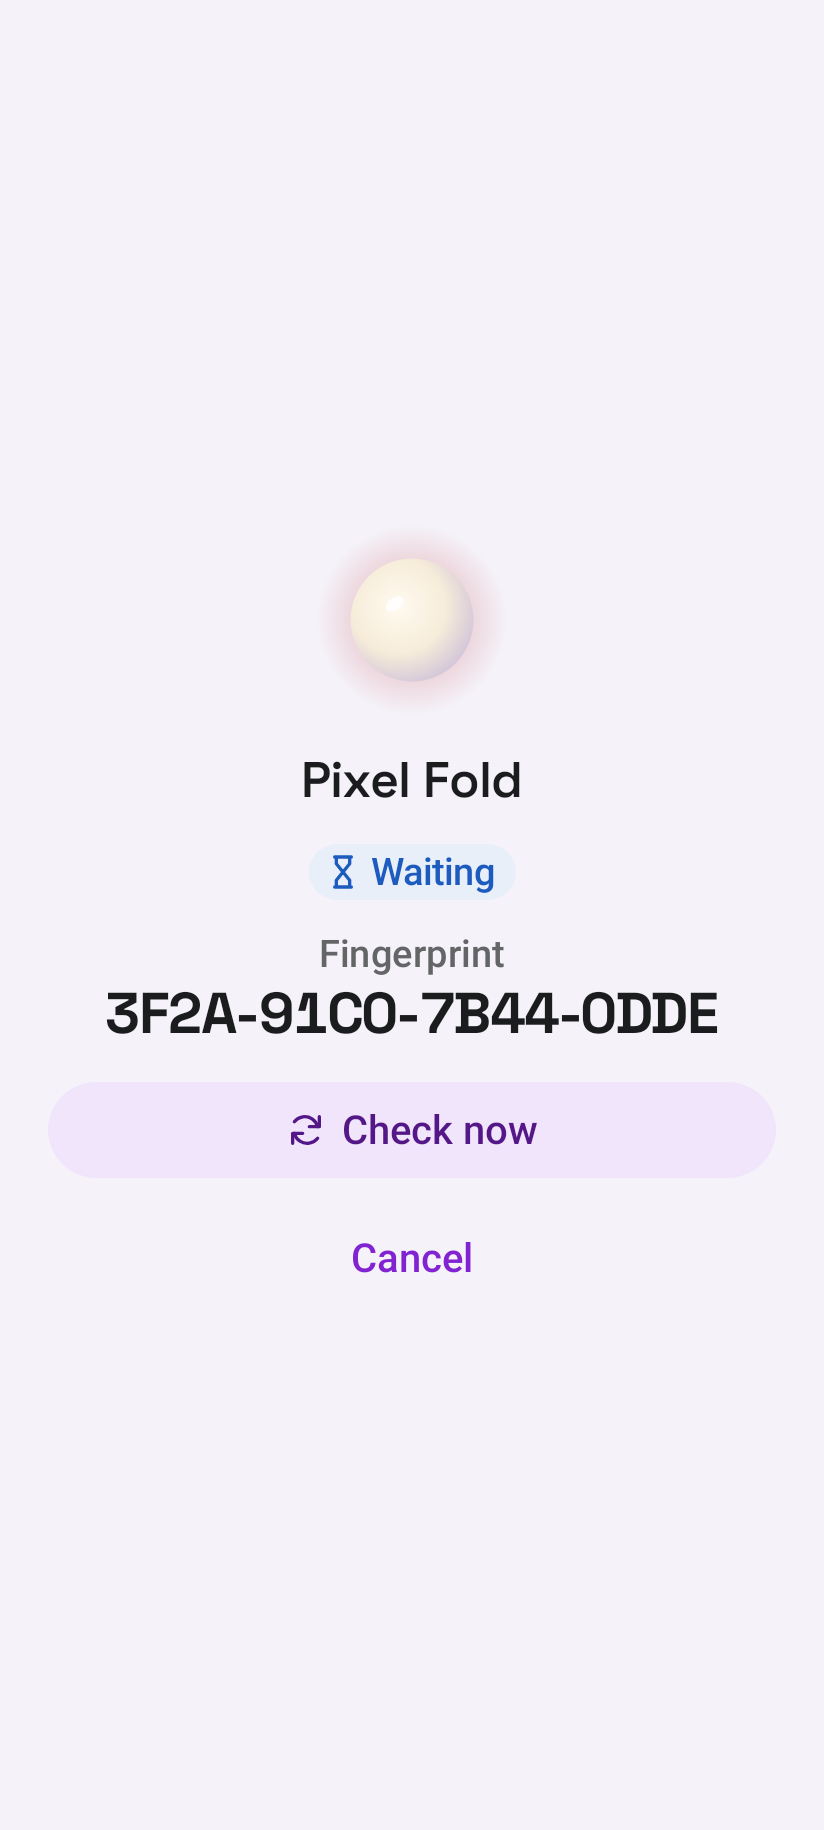 Pixel Fold
Waiting
Fingerprint
3F2A-91C0-7B44-0DDE
Check now
Cancel